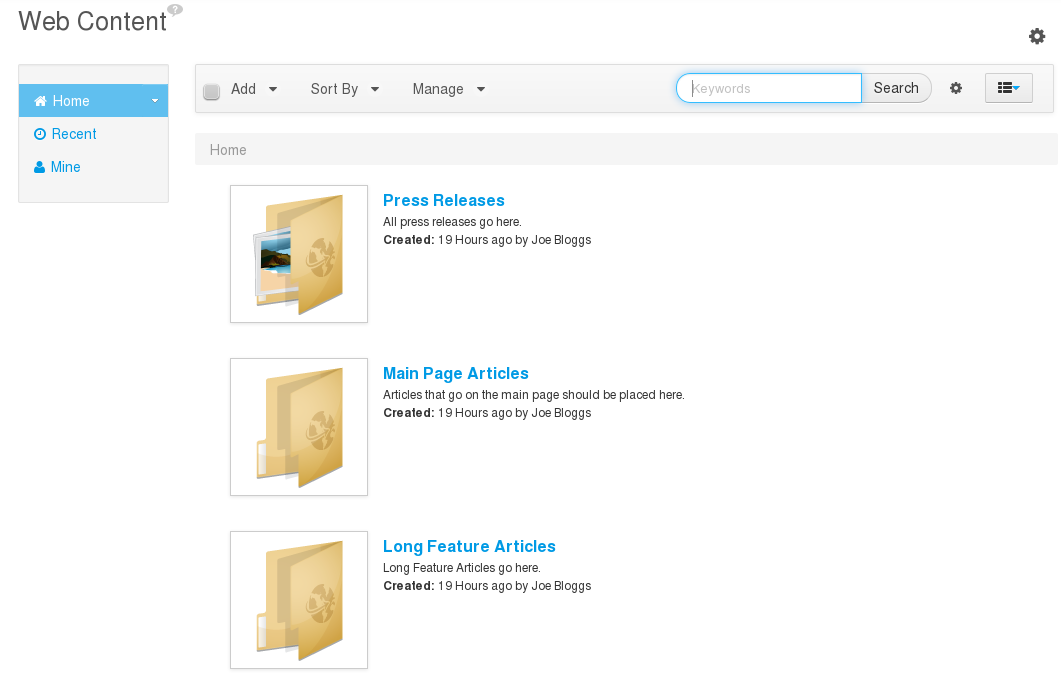 Web Content ?
Home
Recent
Mine
Add Sort By Manage Keywords Search
Home
Press Releases
All press releases go here.
Created: 19 Hours ago by Joe Bloggs
Main Page Articles
Articles that go on the main page should be placed here.
Created: 19 Hours ago by Joe Bloggs
Long Feature Articles
Long Feature Articles go here.
Created: 19 Hours ago by Joe Bloggs